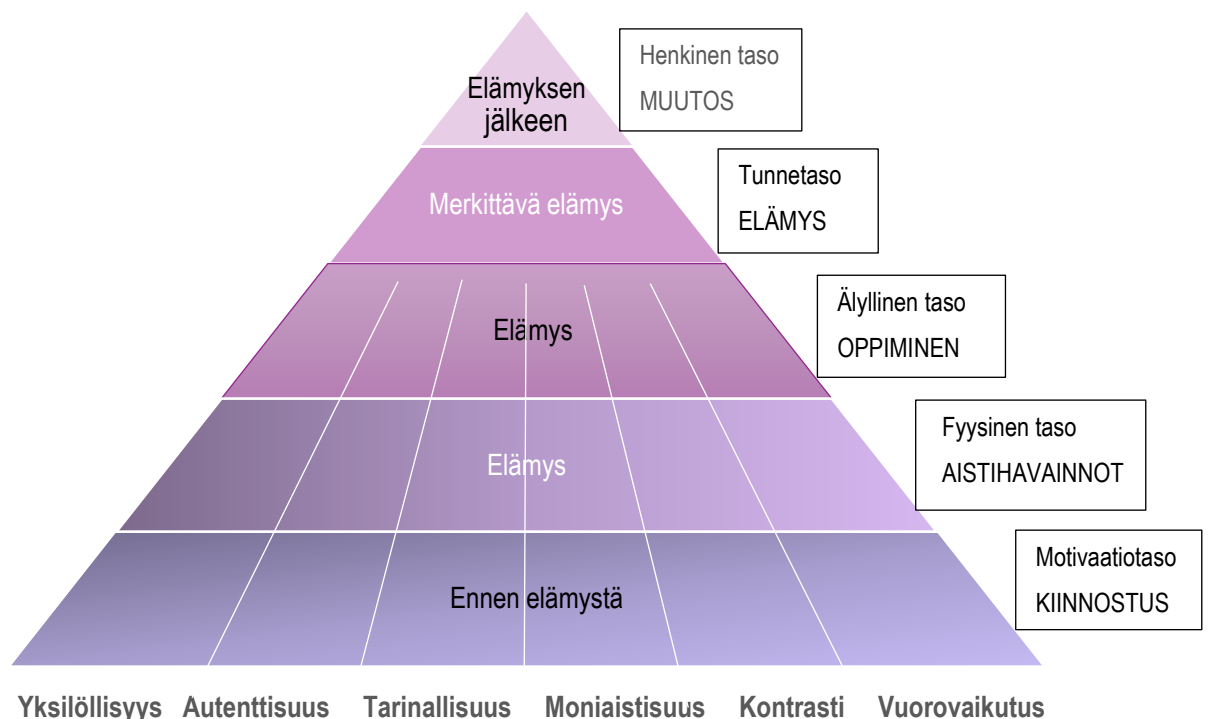 Elämyksen
jälkeen
Henkinen taso
MUUTOS
Merkittävä elämys
Tunnetaso
ELÄMYS
Elämys
Älyllinen taso
OPPIMINEN
Elämys
Fyysinen taso
AISTIHAVAINNOT
Ennen elämystä
Motivaatiotaso
KIINNOSTUS
Yksilöllisyys Autenttisuus Tarinallisuus Moniaistisuus Kontrasti Vuorovaikutus